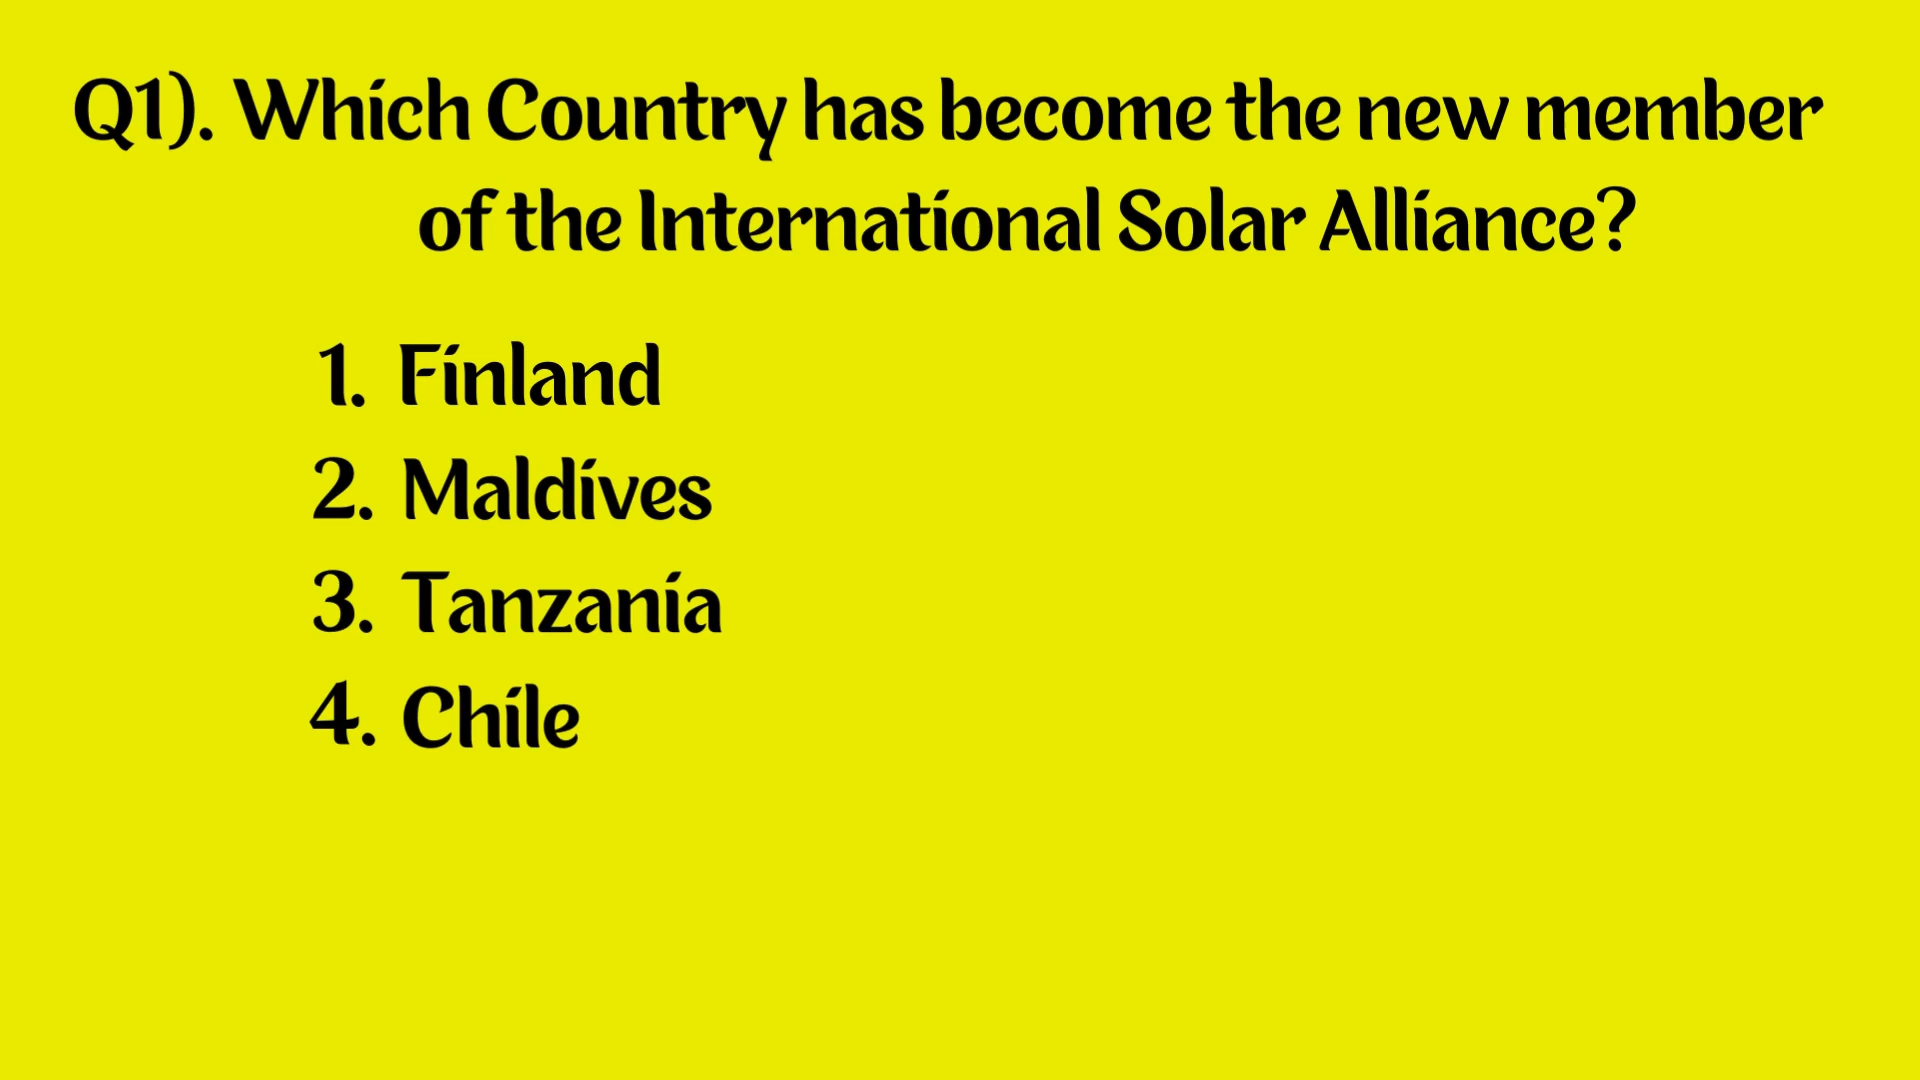 Q1). Which Country has become the new member
of the International Solar Alliance?
1. Finland
2. Maldives
3. Tanzania
4. Chile